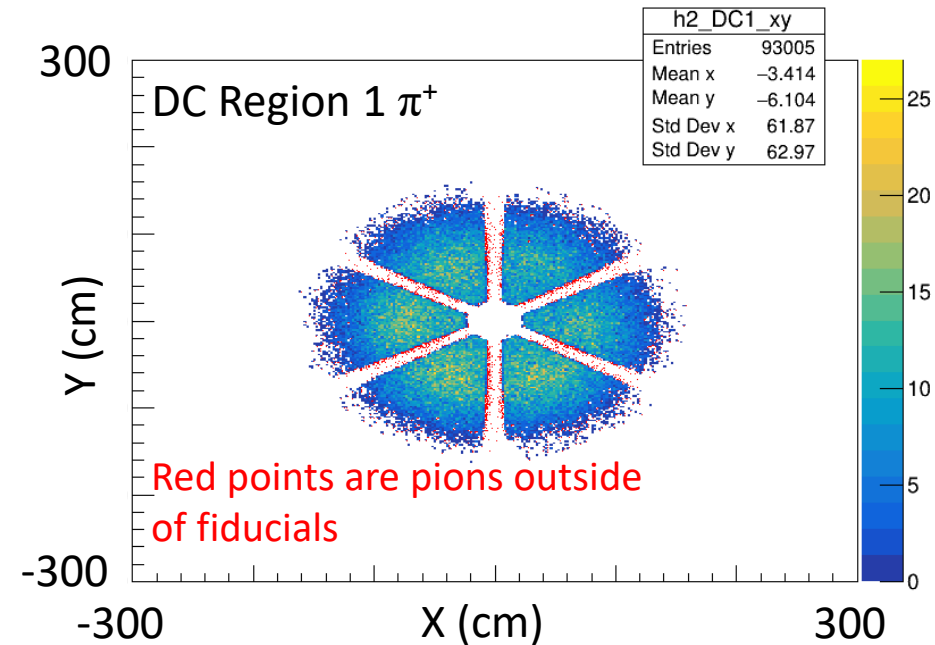 h2_DC1_xy
Entries 93005
Mean x −3.414
Mean y −6.104
Std Dev x 61.87
Std Dev y 62.97
300
DC Region 1 π⁺
25
20
15
10
5
0
Y (cm)
Red points are pions outside
of fiducials
-300
-300 X (cm) 300